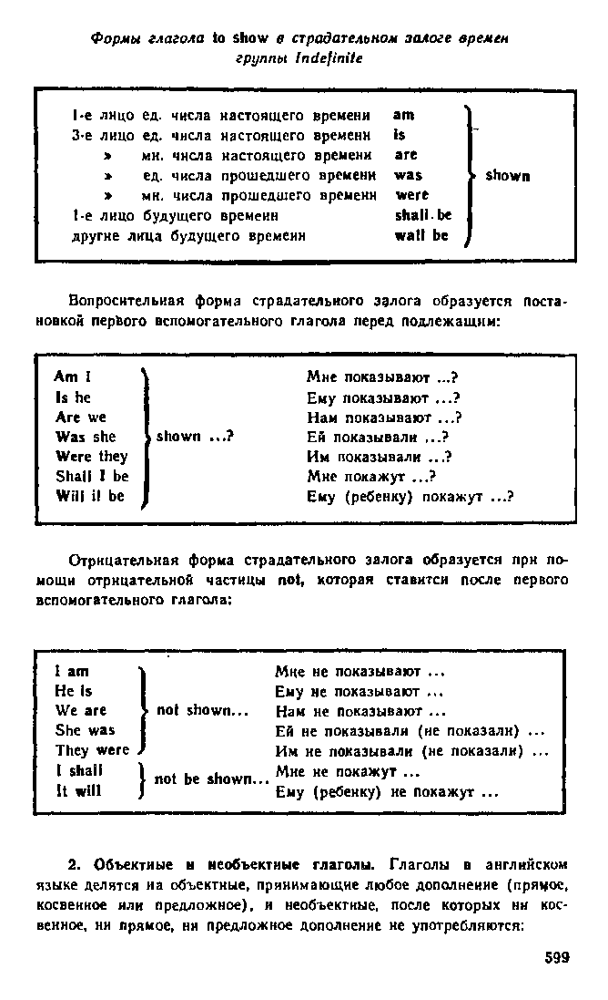 Формы глагола to show в страдательном залоге времен
группы Indefinite
1-е лицо ед. числа настоящего времени am
3-е лицо ед. числа настоящего времени is
» мн. числа настоящего времени are
» ед. числа прошедшего времени was shown
» мн. числа прошедшего времени were
1-е лицо будущего времени shall be
другие лица будущего времени wall be
Вопросительная форма страдательного залога образуется поста-
новкой первого вспомогательного глагола перед подлежащим:
Am I Мне показывают ...?
Is he Ему показывают ...?
Are we Нам показывают ...?
Was she shown ...? Ей показывали ...?
Were they Им показывали ...?
Shall I be Мне покажут ...?
Will il be Ему (ребенку) покажут ...?
Отрицательная форма страдательного залога образуется при по-
мощи отрицательной частицы not, которая ставится после первого
вспомогательного глагола:
I am Мне не показывают ...
He is Ему не показывают ...
We are not shown... Нам не показывают ...
She was Ей не показывали (не показали) ...
They were Им не показывали (не показали) ...
I shall not be shown... Мне не покажут ...
It will Ему (ребенку) не покажут ...
2. Объектные и необъектные глаголы. Глаголы в английском
языке делятся на объектные, принимающие любое дополнение (прямое,
косвенное или предложное), и необъектные, после которых ни кос-
венное, ни прямое, ни предложное дополнение не употребляются:
599